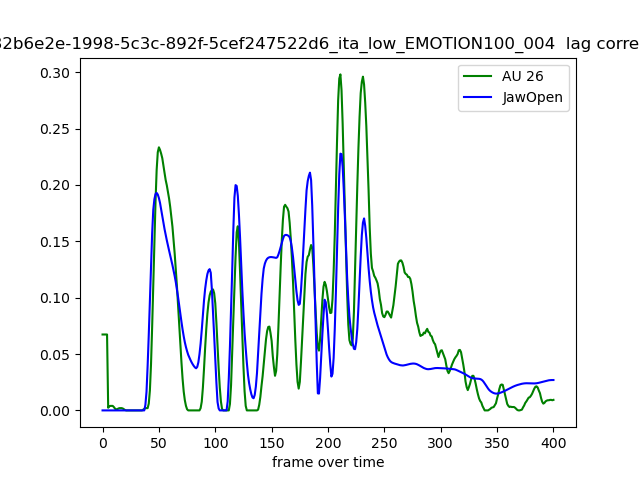 32b6e2e-1998-5c3c-892f-5cef247522d6_ita_low_EMOTION100_004 lag corre
AU 26
JawOpen
0.30
0.25
0.20
0.15
0.10
0.05
0.00
0 50 100 150 200 250 300 350 400
frame over time